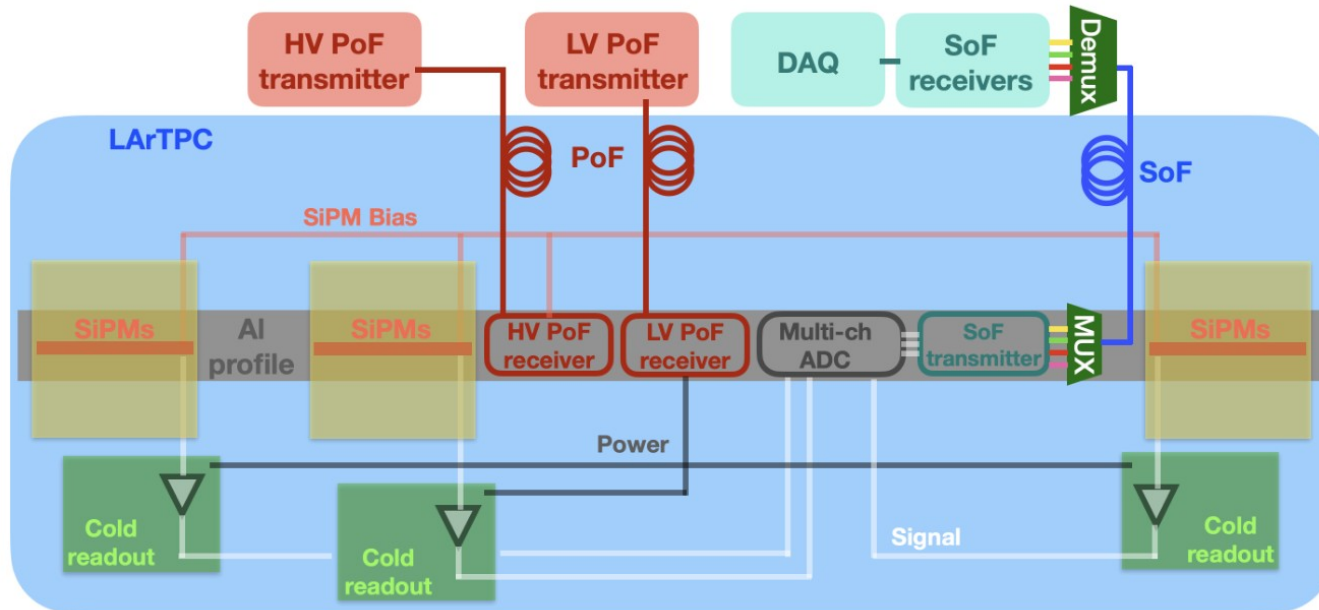 HV PoF
transmitter
LV PoF
transmitter
DAQ
SoF
receivers
Demux
LArTPC
PoF
SoF
SiPM Bias
SiPMs
Al
profile
SiPMs
HV PoF
receiver
LV PoF
receiver
Multi-ch
ADC
SoF
transmitter
MUX
SiPMs
Power
Cold
readout
Cold
readout
Signal
Cold
readout